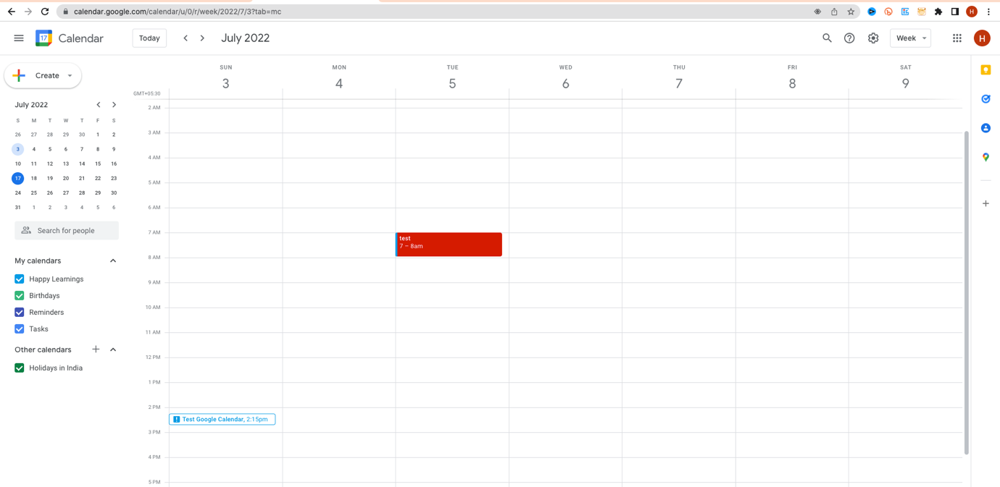 calendar.google.com/calendar/u/0/r/week/2022/7/3?tab=mc
H
17 Calendar Today July 2022 Week H
Create
July 2022
S M T W T F S
26 27 28 29 30 1 2
3 4 5 6 7 8 9
10 11 12 13 14 15 16
17 18 19 20 21 22 23
24 25 26 27 28 29 30
31 1 2 3 4 5 6
Search for people
My calendars
Happy Learnings
Birthdays
Reminders
Tasks
Other calendars
Holidays in India
SUN MON TUE WED THU FRI SAT
3 4 5 6 7 8 9
GMT+05:30
2 AM
3 AM
4 AM
5 AM
6 AM
7 AM
test
7 – 8am
8 AM
9 AM
10 AM
11 AM
12 PM
1 PM
2 PM
Test Google Calendar, 2:15pm
3 PM
4 PM
5 PM